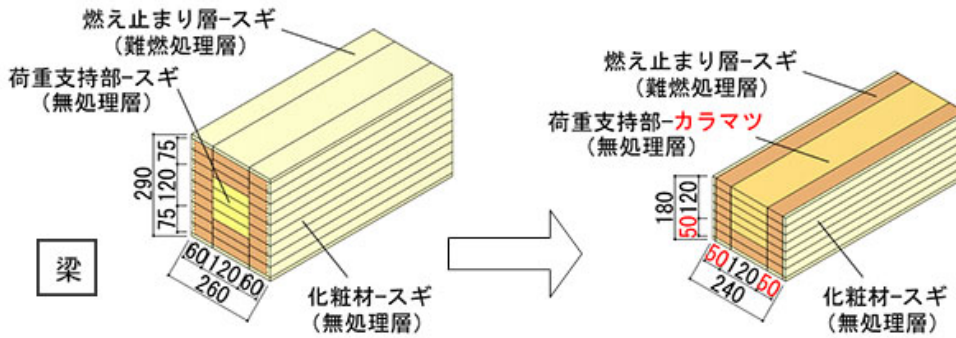 燃え止まり層–スギ
(難燃処理層)
荷重支持部–スギ
(無処理層)
290
75
120
75
60
120
60
260
梁
化粧材–スギ
(無処理層)
燃え止まり層–スギ
(難燃処理層)
荷重支持部–カラマツ
(無処理層)
180
120
50
50
120
50
240
化粧材–スギ
(無処理層)